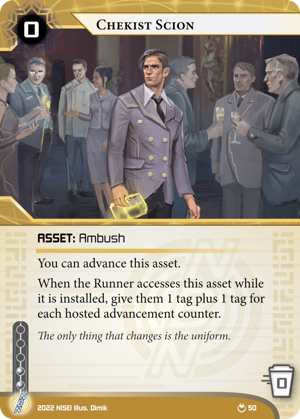 0
CHEKIST SCION
ASSET: Ambush
You can advance this asset.
When the Runner accesses this asset while
it is installed, give them 1 tag plus 1 tag for
each hosted advancement counter.
The only thing that changes is the uniform.
0
2022 NISEI Illus. Dimik
50